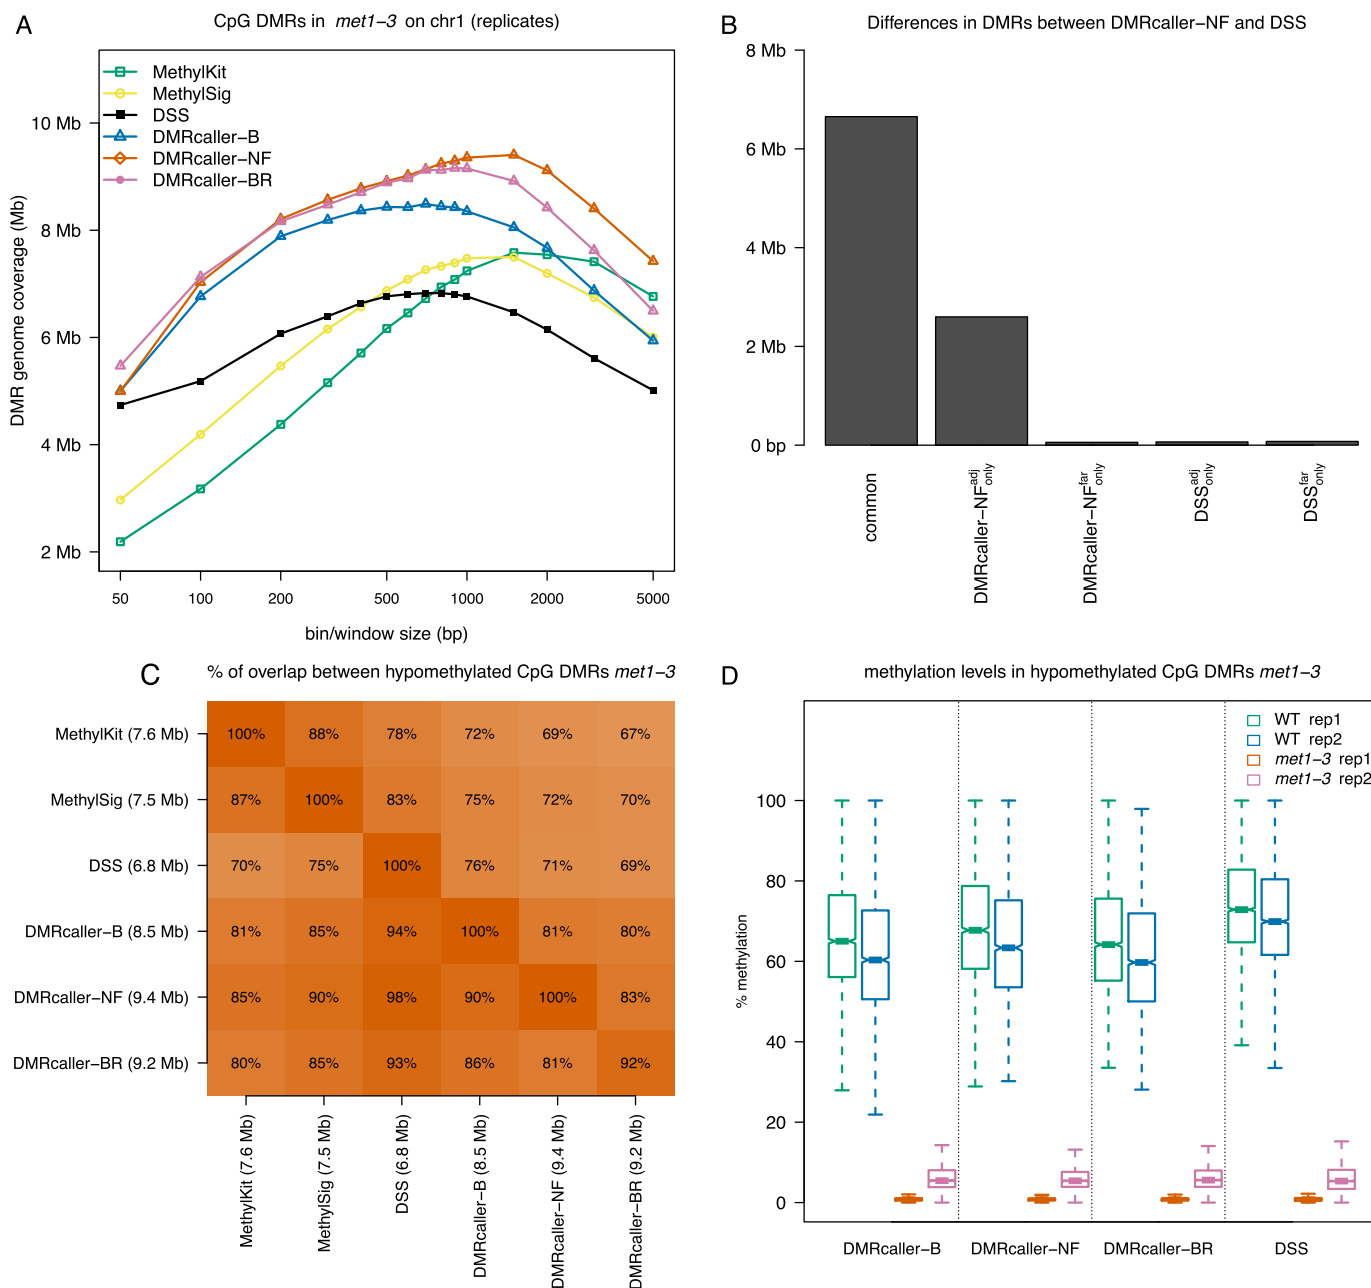 A
CpG DMRs in met1−3 on chr1 (replicates)
MethylKit
MethylSig
DSS
DMRcaller−B
DMRcaller−NF
DMRcaller−BR
DMR genome coverage (Mb)
10 Mb
8 Mb
6 Mb
4 Mb
2 Mb
50 100 200 500 1000 2000 5000
bin/window size (bp)
B
Differences in DMRs between DMRcaller−NF and DSS
8 Mb
6 Mb
4 Mb
2 Mb
0 bp
common
DMRcaller−NF adj only
DMRcaller−NF far only
DSS adj only
DSS far only
C
% of overlap between hypomethylated CpG DMRs met1−3
MethylKit (7.6 Mb) 100% 88% 78% 72% 69% 67%
MethylSig (7.5 Mb) 87% 100% 83% 75% 72% 70%
DSS (6.8 Mb) 70% 75% 100% 76% 71% 69%
DMRcaller−B (8.5 Mb) 81% 85% 94% 100% 81% 80%
DMRcaller−NF (9.4 Mb) 85% 90% 98% 90% 100% 83%
DMRcaller−BR (9.2 Mb) 80% 85% 93% 86% 81% 92%
MethylKit (7.6 Mb)
MethylSig (7.5 Mb)
DSS (6.8 Mb)
DMRcaller−B (8.5 Mb)
DMRcaller−NF (9.4 Mb)
DMRcaller−BR (9.2 Mb)
D
methylation levels in hypomethylated CpG DMRs met1−3
WT rep1
WT rep2
met1−3 rep1
met1−3 rep2
% methylation
100
80
60
40
20
0
DMRcaller−B DMRcaller−NF DMRcaller−BR DSS